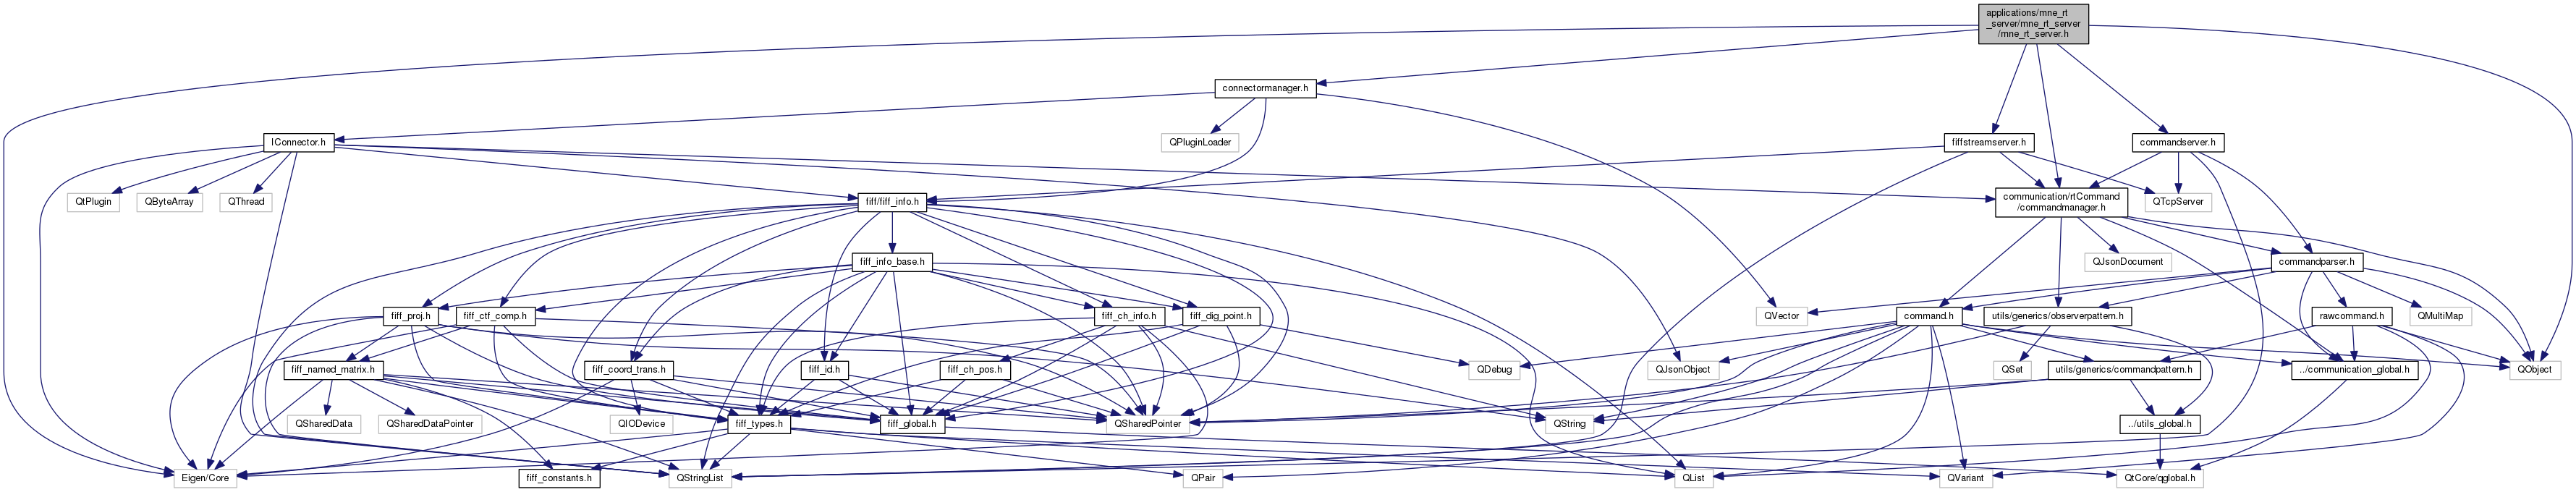 applications/mne_rt
_server/mne_rt_server
/mne_rt_server.h
connectormanager.h
IConnector.h
QPluginLoader
fiffstreamserver.h
commandserver.h
QtPlugin
QByteArray
QThread
fiff/fiff_info.h
communication/rtCommand
/commandmanager.h
QTcpServer
fiff_info_base.h
QJsonDocument
commandparser.h
fiff_proj.h
fiff_ctf_comp.h
fiff_ch_info.h
fiff_dig_point.h
QVector
command.h
utils/generics/observerpattern.h
rawcommand.h
QMultiMap
fiff_named_matrix.h
fiff_coord_trans.h
fiff_id.h
fiff_ch_pos.h
QDebug
QJsonObject
QSet
utils/generics/commandpattern.h
../communication_global.h
QObject
QSharedData
QSharedDataPointer
QIODevice
fiff_types.h
fiff_global.h
QSharedPointer
QString
../utils_global.h
Eigen/Core
fiff_constants.h
QStringList
QPair
QList
QVariant
QtCore/qglobal.h